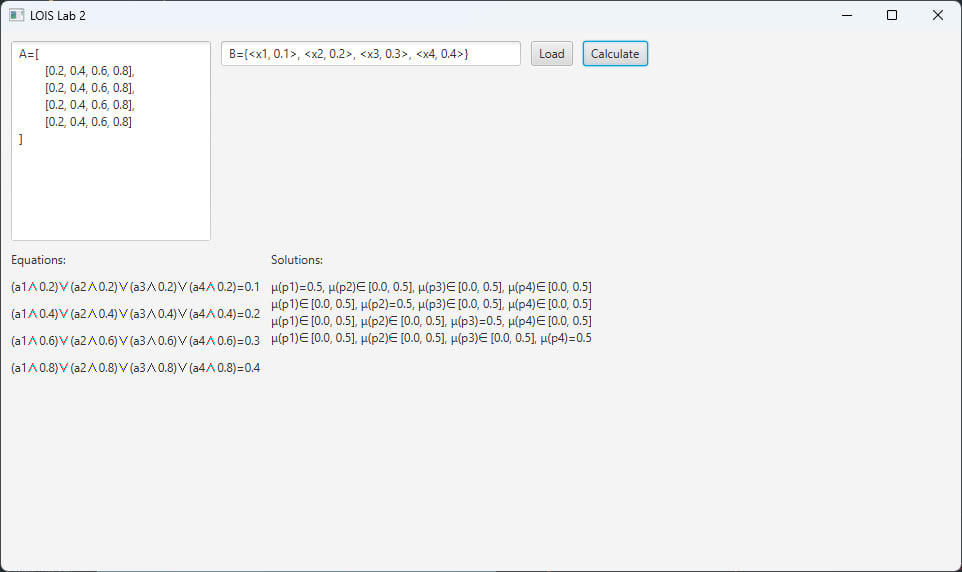 LOIS Lab 2
A=[
[0.2, 0.4, 0.6, 0.8],
[0.2, 0.4, 0.6, 0.8],
[0.2, 0.4, 0.6, 0.8],
[0.2, 0.4, 0.6, 0.8]
]
B={<x1, 0.1>, <x2, 0.2>, <x3, 0.3>, <x4, 0.4>}
Load
Calculate
Equations:
(a1∧0.2)∨(a2∧0.2)∨(a3∧0.2)∨(a4∧0.2)=0.1
(a1∧0.4)∨(a2∧0.4)∨(a3∧0.4)∨(a4∧0.4)=0.2
(a1∧0.6)∨(a2∧0.6)∨(a3∧0.6)∨(a4∧0.6)=0.3
(a1∧0.8)∨(a2∧0.8)∨(a3∧0.8)∨(a4∧0.8)=0.4
Solutions:
μ(p1)=0.5, μ(p2)∈[0.0, 0.5], μ(p3)∈[0.0, 0.5], μ(p4)∈[0.0, 0.5]
μ(p1)∈[0.0, 0.5], μ(p2)=0.5, μ(p3)∈[0.0, 0.5], μ(p4)∈[0.0, 0.5]
μ(p1)∈[0.0, 0.5], μ(p2)∈[0.0, 0.5], μ(p3)=0.5, μ(p4)∈[0.0, 0.5]
μ(p1)∈[0.0, 0.5], μ(p2)∈[0.0, 0.5], μ(p3)∈[0.0, 0.5], μ(p4)=0.5